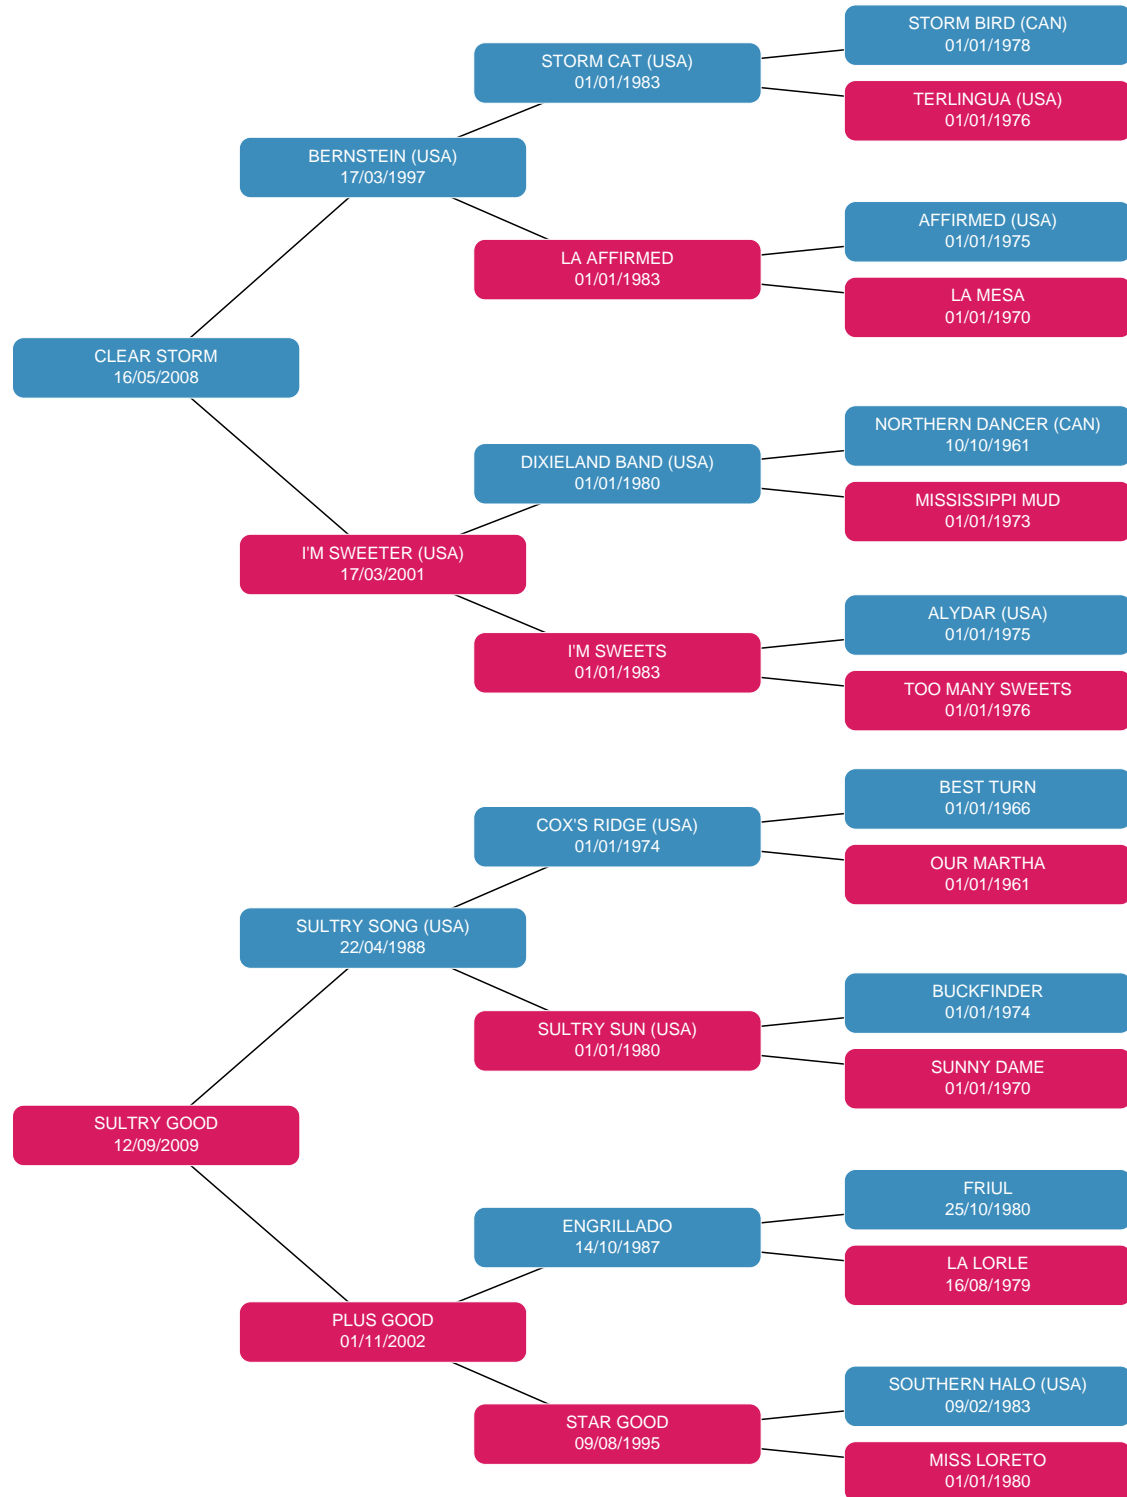 STORM BIRD (CAN)
01/01/1978
STORM CAT (USA)
01/01/1983
TERLINGUA (USA)
01/01/1976
BERNSTEIN (USA)
17/03/1997
AFFIRMED (USA)
01/01/1975
LA AFFIRMED
01/01/1983
LA MESA
01/01/1970
CLEAR STORM
16/05/2008
NORTHERN DANCER (CAN)
10/10/1961
DIXIELAND BAND (USA)
01/01/1980
MISSISSIPPI MUD
01/01/1973
I'M SWEETER (USA)
17/03/2001
ALYDAR (USA)
01/01/1975
I'M SWEETS
01/01/1983
TOO MANY SWEETS
01/01/1976
BEST TURN
01/01/1966
COX'S RIDGE (USA)
01/01/1974
OUR MARTHA
01/01/1961
SULTRY SONG (USA)
22/04/1988
BUCKFINDER
01/01/1974
SULTRY SUN (USA)
01/01/1980
SUNNY DAME
01/01/1970
SULTRY GOOD
12/09/2009
FRIUL
25/10/1980
ENGRILLADO
14/10/1987
LA LORLE
16/08/1979
PLUS GOOD
01/11/2002
SOUTHERN HALO (USA)
09/02/1983
STAR GOOD
09/08/1995
MISS LORETO
01/01/1980